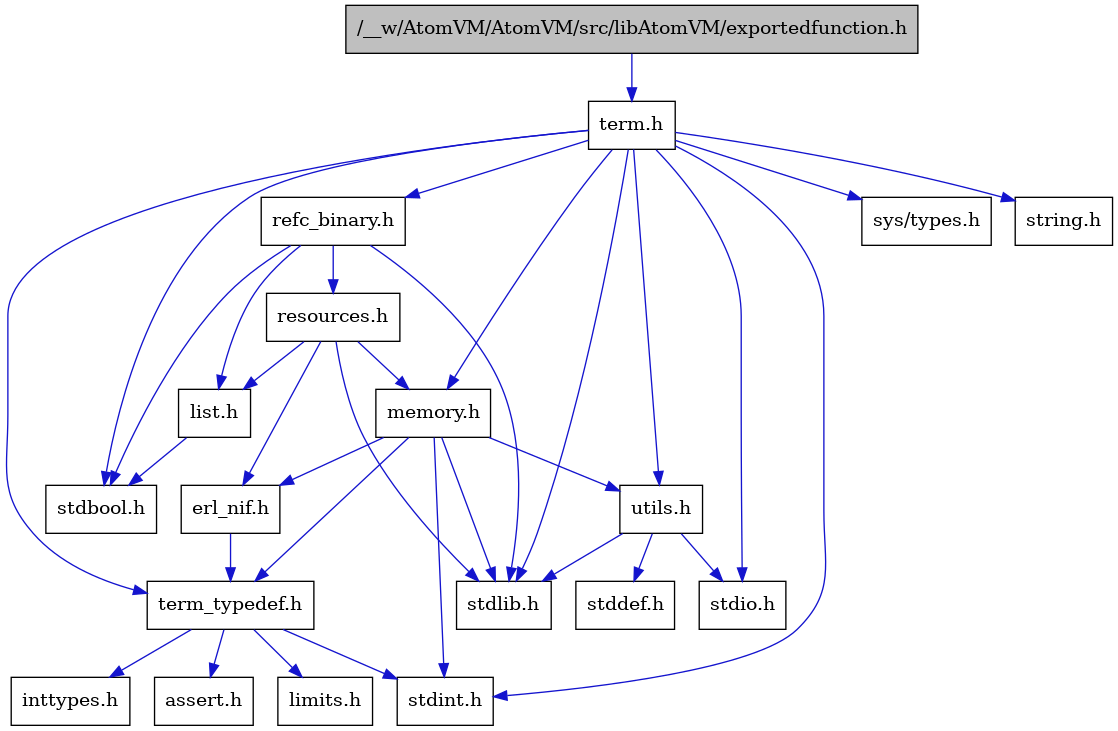 /__w/AtomVM/AtomVM/src/libAtomVM/exportedfunction.h
term.h
refc_binary.h
sys/types.h
string.h
resources.h
list.h
memory.h
stdbool.h
erl_nif.h
utils.h
term_typedef.h
stdlib.h
stddef.h
stdio.h
inttypes.h
assert.h
limits.h
stdint.h